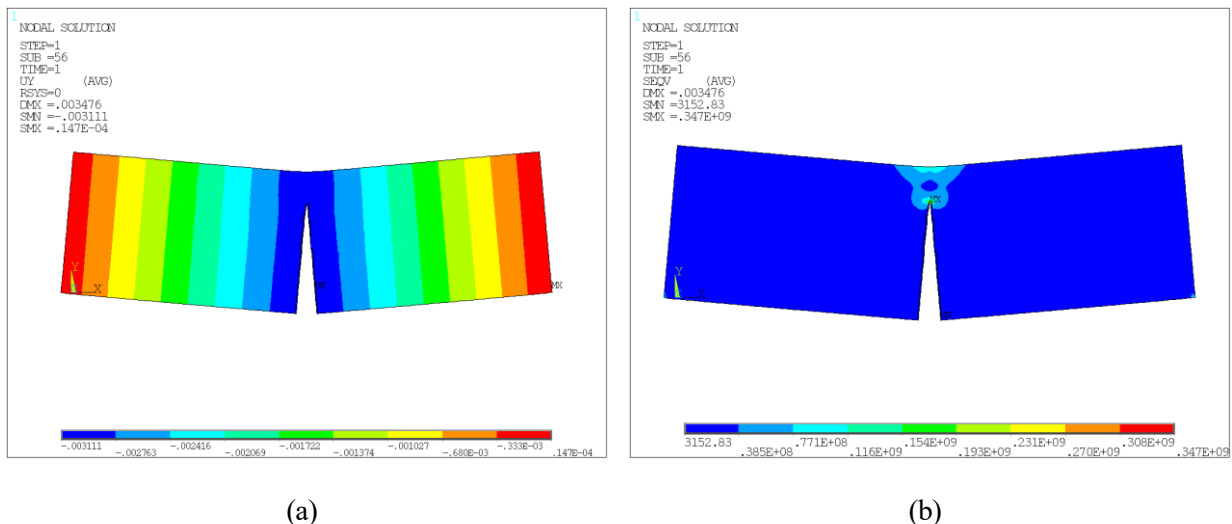 1
NODAL SOLUTION
STEP=1
SUB =56
TIME=1
UY (AVG)
RSYS=0
DMX =.003476
SMN =-.003111
SMX =.147E-04
Y
X
MN
MX
-.003111
-.002763
-.002416
-.002069
-.001722
-.001374
-.001027
-.680E-03
-.333E-03
.147E-04
(a)
1
NODAL SOLUTION
STEP=1
SUB =56
TIME=1
SEQV (AVG)
DMX =.003476
SMN =3152.83
SMX =.347E+09
MX
Y
X
MN
3152.83
.385E+08
.771E+08
.116E+09
.154E+09
.193E+09
.231E+09
.270E+09
.308E+09
.347E+09
(b)